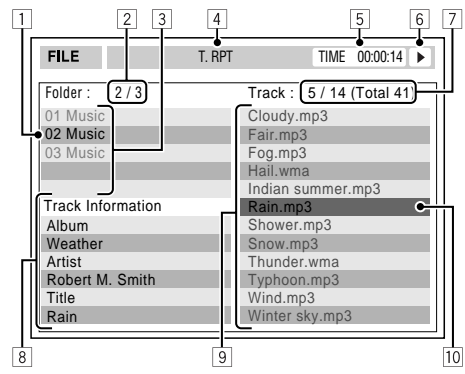 1 2 3 4 5 6 7
FILE T. RPT TIME 00:00:14
Folder : 2 / 3
01 Music
02 Music
03 Music
Track Information
Album
Weather
Artist
Robert M. Smith
Title
Rain
Track : 5 / 14 (Total 41)
Cloudy.mp3
Fair.mp3
Fog.mp3
Hail.wma
Indian summer.mp3
Rain.mp3
Shower.mp3
Snow.mp3
Thunder.wma
Typhoon.mp3
Wind.mp3
Winter sky.mp3
8 9 10